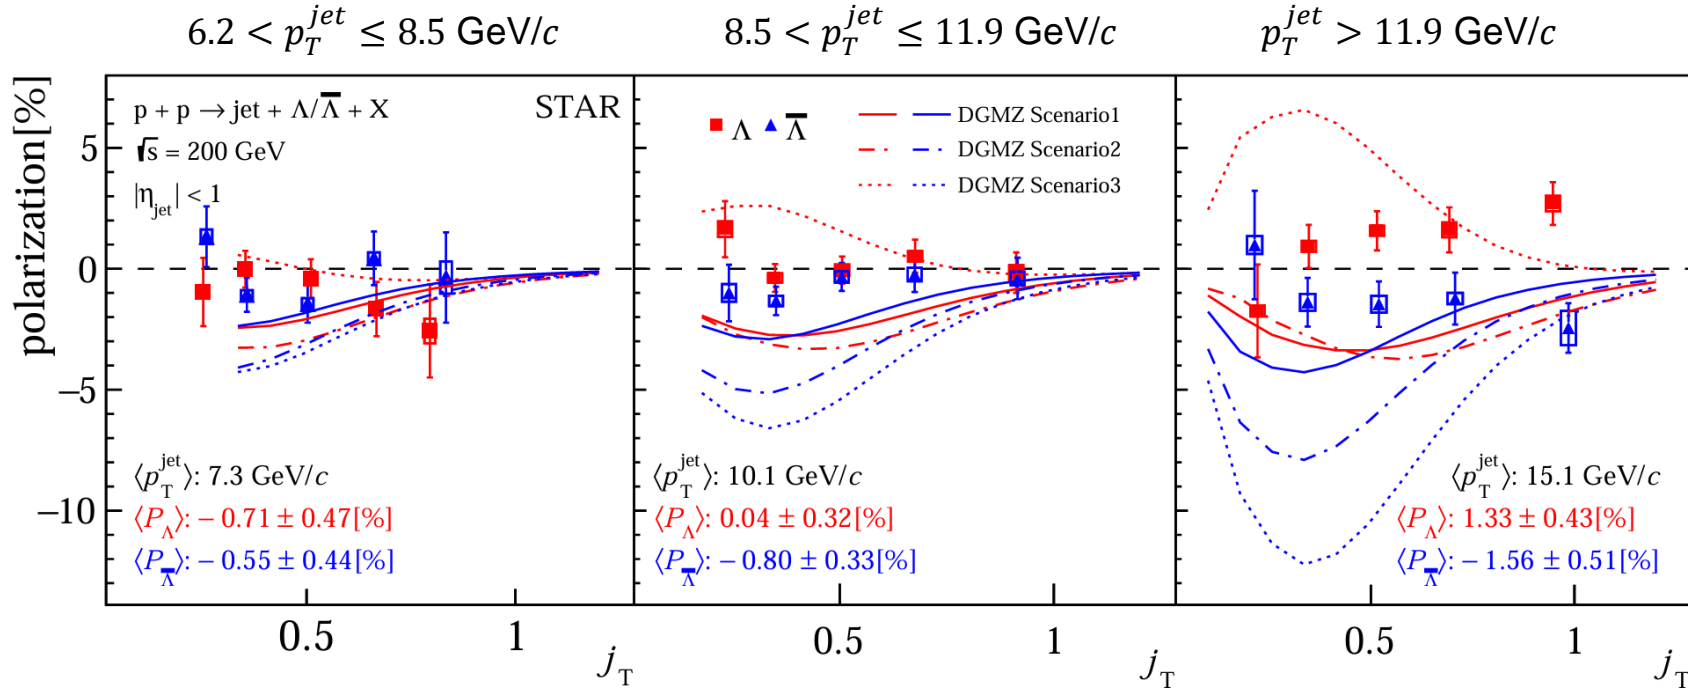 6.2 < p_T^jet ≤ 8.5 GeV/c
8.5 < p_T^jet ≤ 11.9 GeV/c
p_T^jet > 11.9 GeV/c
polarization[%]
5
0
−5
−10
p + p → jet + Λ/Λ̅ + X
STAR
√s = 200 GeV
|η_jet| < 1
⟨p_T^jet⟩: 7.3 GeV/c
⟨P_Λ⟩: − 0.71 ± 0.47[%]
⟨P_Λ̅⟩: − 0.55 ± 0.44[%]
0.5
1
j_T
Λ Λ̅
DGMZ Scenario1
DGMZ Scenario2
DGMZ Scenario3
⟨p_T^jet⟩: 10.1 GeV/c
⟨P_Λ⟩: 0.04 ± 0.32[%]
⟨P_Λ̅⟩: − 0.80 ± 0.33[%]
0.5
1
j_T
⟨p_T^jet⟩: 15.1 GeV/c
⟨P_Λ⟩: 1.33 ± 0.43[%]
⟨P_Λ̅⟩: − 1.56 ± 0.51[%]
0.5
1
j_T